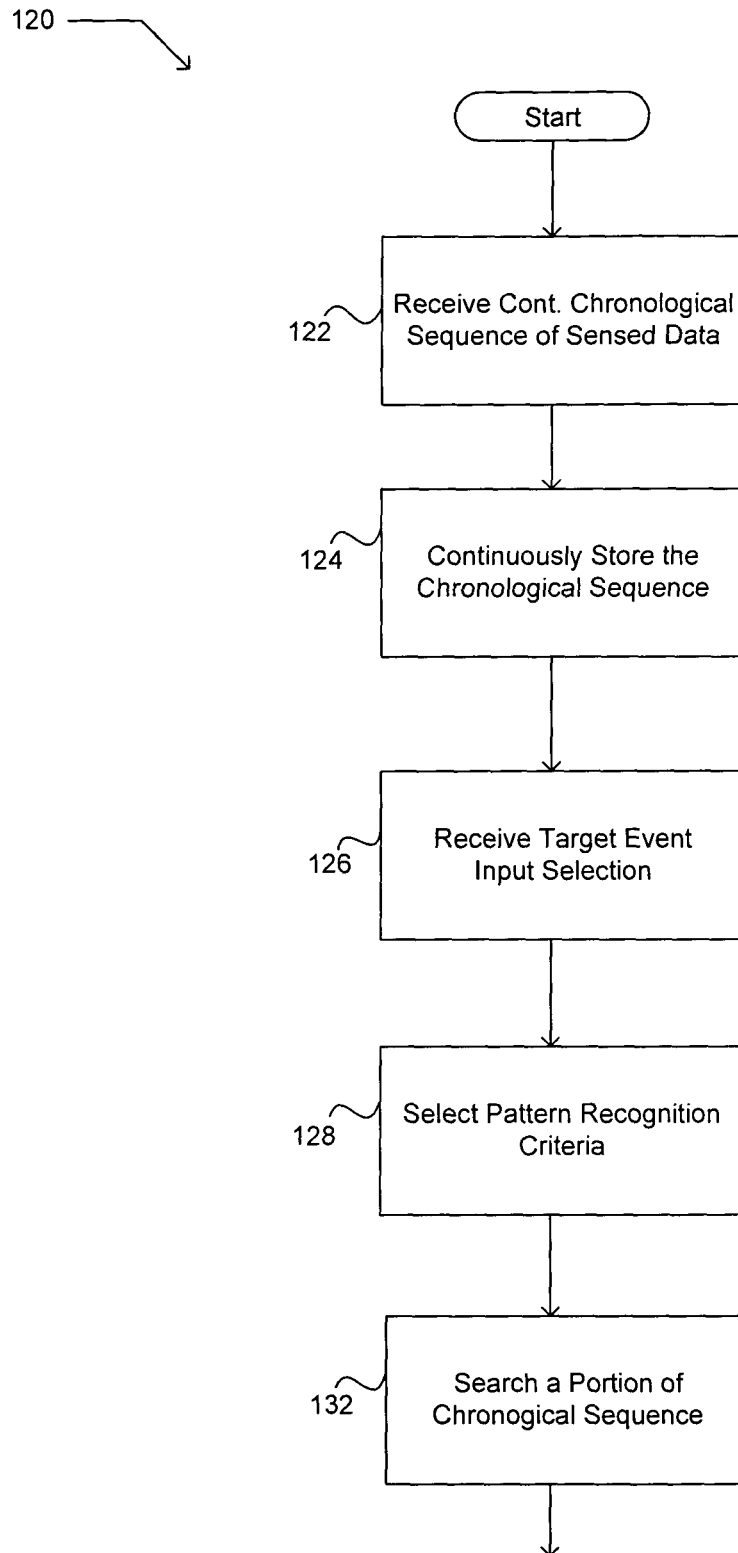 120
Start
Receive Cont. Chronological
Sequence of Sensed Data
122
Continuously Store the
Chronological Sequence
124
Receive Target Event
Input Selection
126
Select Pattern Recognition
Criteria
128
Search a Portion of
Chronogical Sequence
132